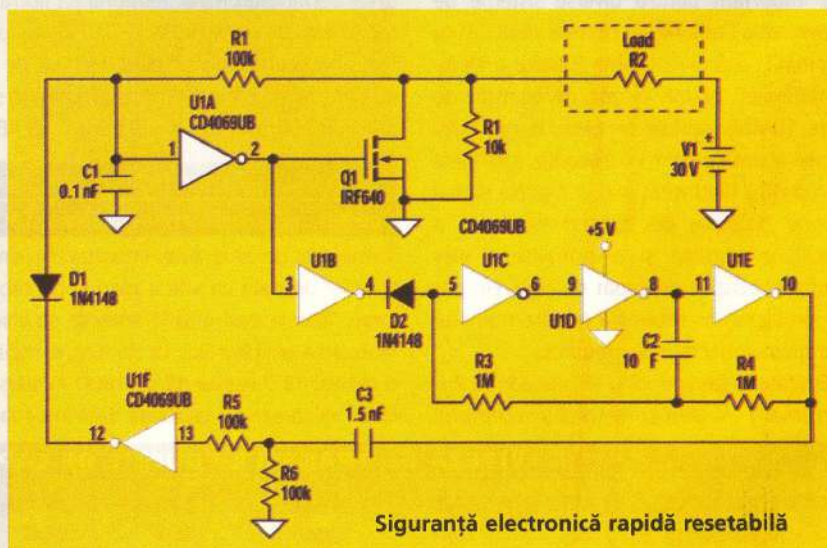 R1
100k
Load
R2
U1A
CD4069UB
1
2
C1
0.1 nF
Q1
IRF640
R1
10k
V1
30 V
+
CD4069UB
+5 V
U1B
U1C
U1E
3
4
5
6
9
8
11
10
D1
1N4148
D2
1N4148
U1D
C2
10 F
R3
1M
R4
1M
U1F
CD4069UB
C3
1.5 nF
R5
100k
12
13
R6
100k
Siguranță electronică rapidă resetabilă